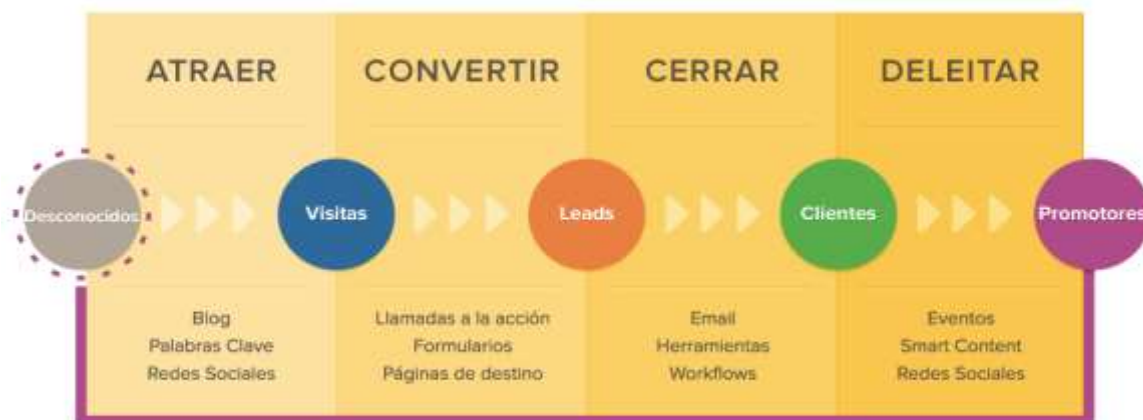 ATRAER
CONVERTIR
CERRAR
DELEITAR
Desconocidos
Visitas
Leads
Clientes
Promotores
Blog
Palabras Clave
Redes Sociales
Llamadas a la acción
Formularios
Páginas de destino
Email
Herramientas
Workflows
Eventos
Smart Content
Redes Sociales